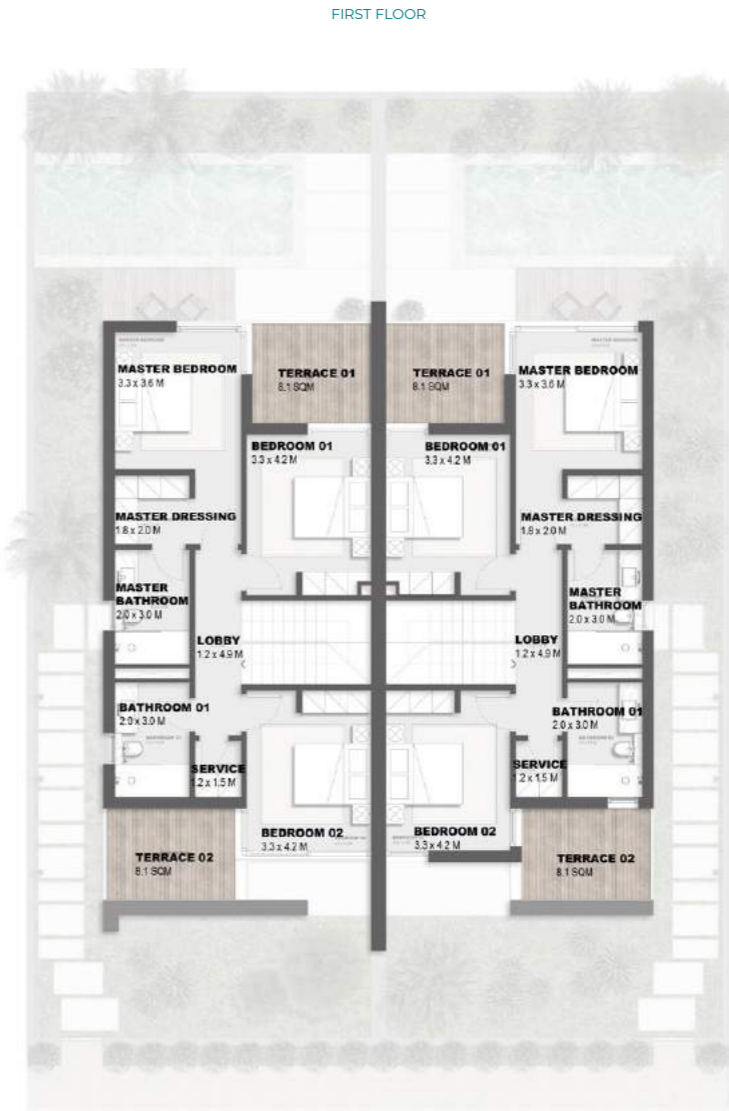 FIRST FLOOR
MASTER BEDROOM
3.3 x 3.6 M
TERRACE 01
8.1 SQM
BEDROOM 01
3.3 x 4.2 M
MASTER DRESSING
1.8 x 2.0 M
MASTER
BATHROOM
2.0 x 3.0 M
LOBBY
1.2 x 4.9 M
BATHROOM 01
2.0 x 3.0 M
SERVICE
1.2 x 1.5 M
BEDROOM 02
3.3 x 4.2 M
TERRACE 02
8.1 SQM
TERRACE 01
8.1 SQM
MASTER BEDROOM
3.3 x 3.6 M
BEDROOM 01
3.3 x 4.2 M
MASTER DRESSING
1.8 x 2.0 M
MASTER
BATHROOM
2.0 x 3.0 M
LOBBY
1.2 x 4.9 M
BATHROOM 01
2.0 x 3.0 M
SERVICE
1.2 x 1.5 M
BEDROOM 02
3.3 x 4.2 M
TERRACE 02
8.1 SQM